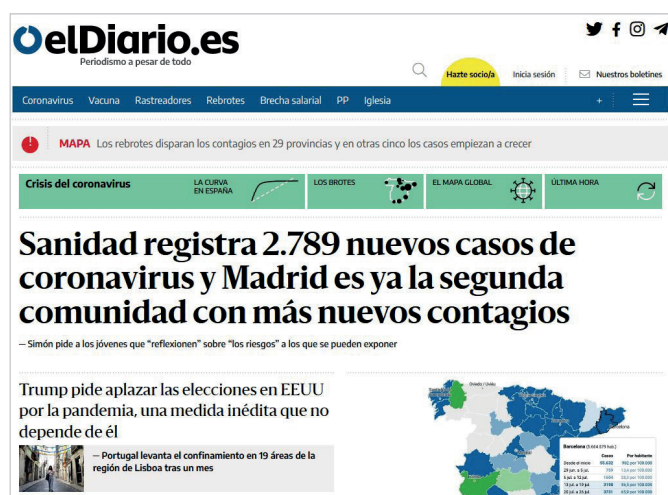 elDiario.es
Periodismo a pesar de todo
Hazte socio/a Inicia sesión Nuestros boletines
Coronavirus Vacuna Rastreadores Rebrotes Brecha salarial PP Iglesia +
MAPA Los rebrotes disparan los contagios en 29 provincias y en otras cinco los casos empiezan a crecer
Crisis del coronavirus
LA CURVA
EN ESPAÑA
LOS BROTES
EL MAPA GLOBAL
ÚLTIMA HORA
Sanidad registra 2.789 nuevos casos de
coronavirus y Madrid es ya la segunda
comunidad con más nuevos contagios
— Simón pide a los jóvenes que “reflexionen” sobre “los riesgos” a los que se pueden exponer
Trump pide aplazar las elecciones en EEUU
por la pandemia, una medida inédita que no
depende de él
— Portugal levanta el confinamiento en 19 áreas de la
región de Lisboa tras un mes
Oviedo / Uviéu
Barcelona
Barcelona
Casos Por habitante
Desde el inicio